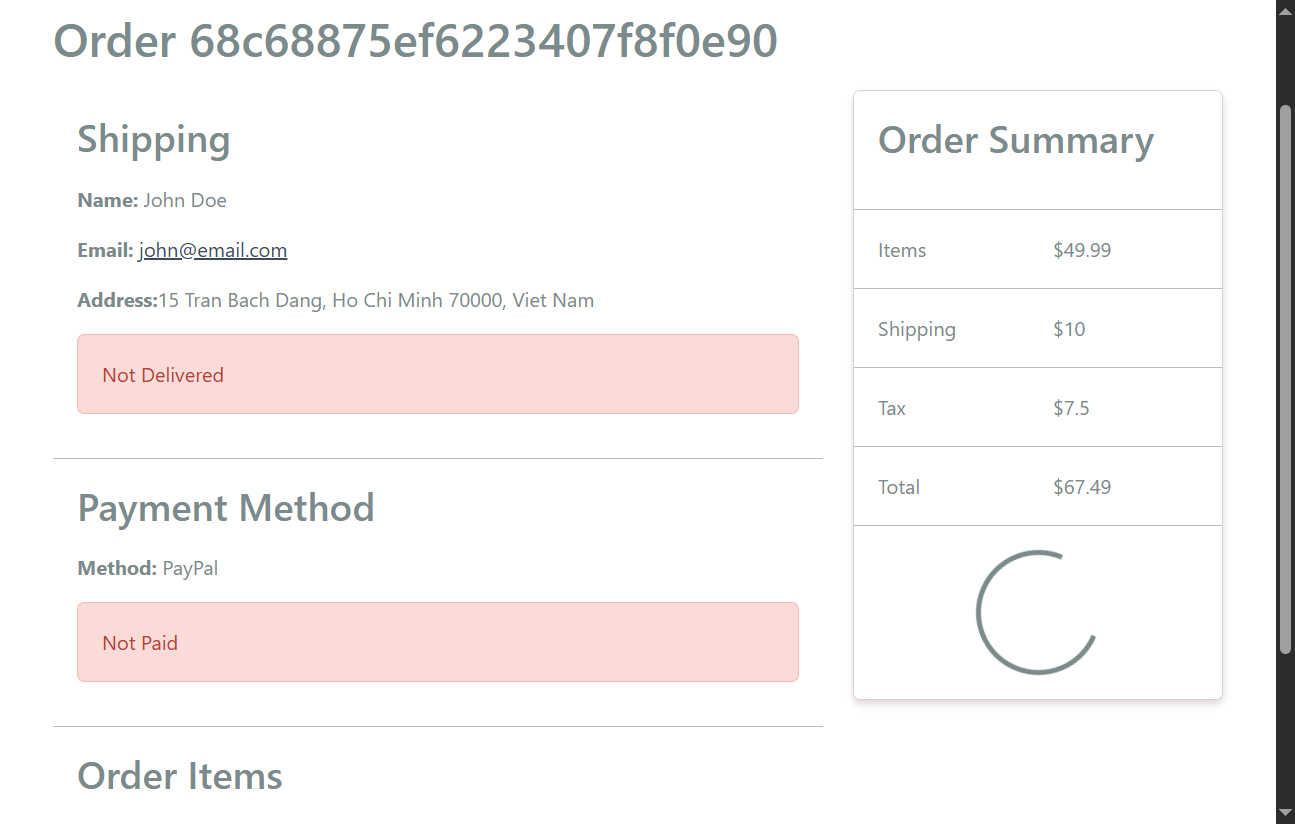 Order 68c68875ef6223407f8f0e90
Shipping
Name: John Doe
Email: john@email.com
Address:15 Tran Bach Dang, Ho Chi Minh 70000, Viet Nam
Not Delivered
Payment Method
Method: PayPal
Not Paid
Order Items
Order Summary
Items $49.99
Shipping $10
Tax $7.5
Total $67.49